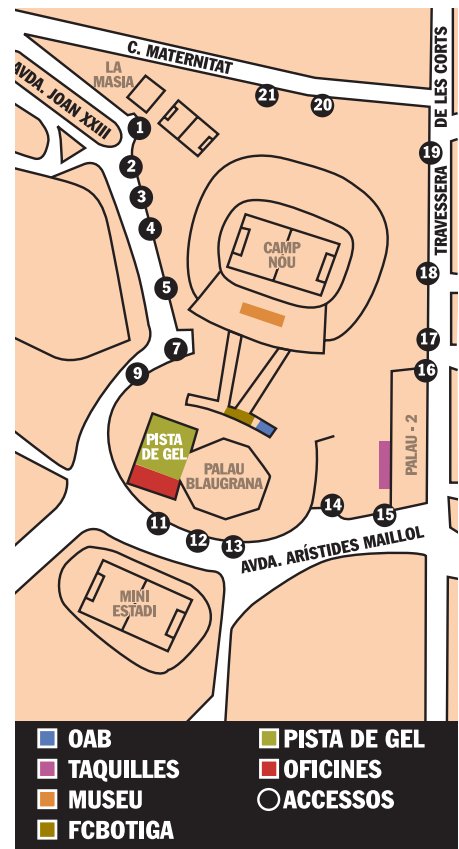 C. MATERNITAT
LA
MASIA
AVDA. JOAN XXIII
DE LES CORTS
TRAVESSERA
21
20
1
2
19
3
4
CAMP
NÓU
18
5
17
7
16
9
PISTA
DE GEL
PALAU
BLAUGRANA
PALAU - 2
14
15
11
12
13
AVDA. ARÍSTIDES MAILLOL
MINI
ESTADI
OAB
TAQUILLES
MUSEU
FCBOTIGA
PISTA DE GEL
OFICINES
ACCESSOS